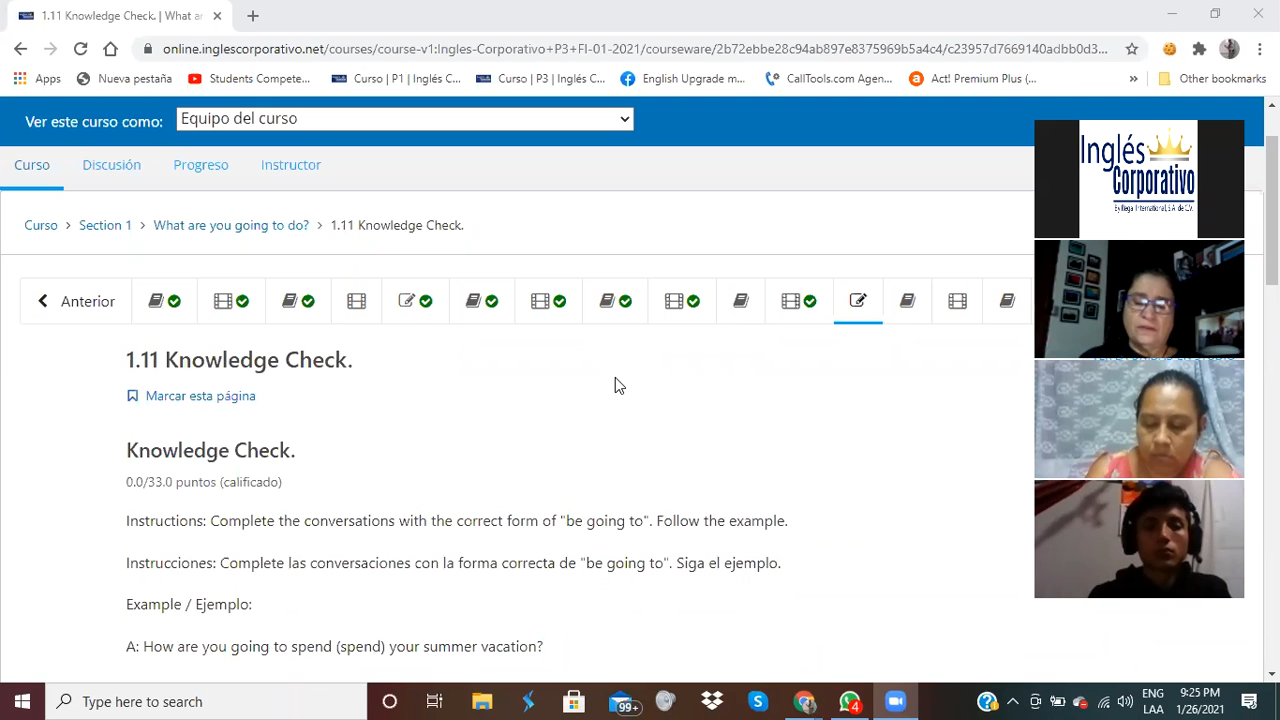 1.11 Knowledge Check. | What ar
online.inglescorporativo.net/courses/course-v1:Ingles-Corporativo+P3+FI-01-2021/courseware/2b72ebbe28c94ab897e8375969b5a4c4/c23957d7669140adbb0d3...
Apps Nueva pestaña Students Compete... Curso | P1 | Inglés C... Curso | P3 | Inglés C... English Upgrade m... CallTools.com Agen... Act! Premium Plus (... » Other bookmarks
Ver este curso como: Equipo del curso
Curso Discusión Progreso Instructor
Inglés
Corporativo
Curso > Section 1 > What are you going to do? > 1.11 Knowledge Check.
Anterior
1.11 Knowledge Check.
Marcar esta página
Knowledge Check.
0.0/33.0 puntos (calificado)
Instructions: Complete the conversations with the correct form of "be going to". Follow the example.
Instrucciones: Complete las conversaciones con la forma correcta de "be going to". Siga el ejemplo.
Example / Ejemplo:
A: How are you going to spend (spend) your summer vacation?
Type here to search
99+
4
ENG
LAA
9:25 PM
1/26/2021